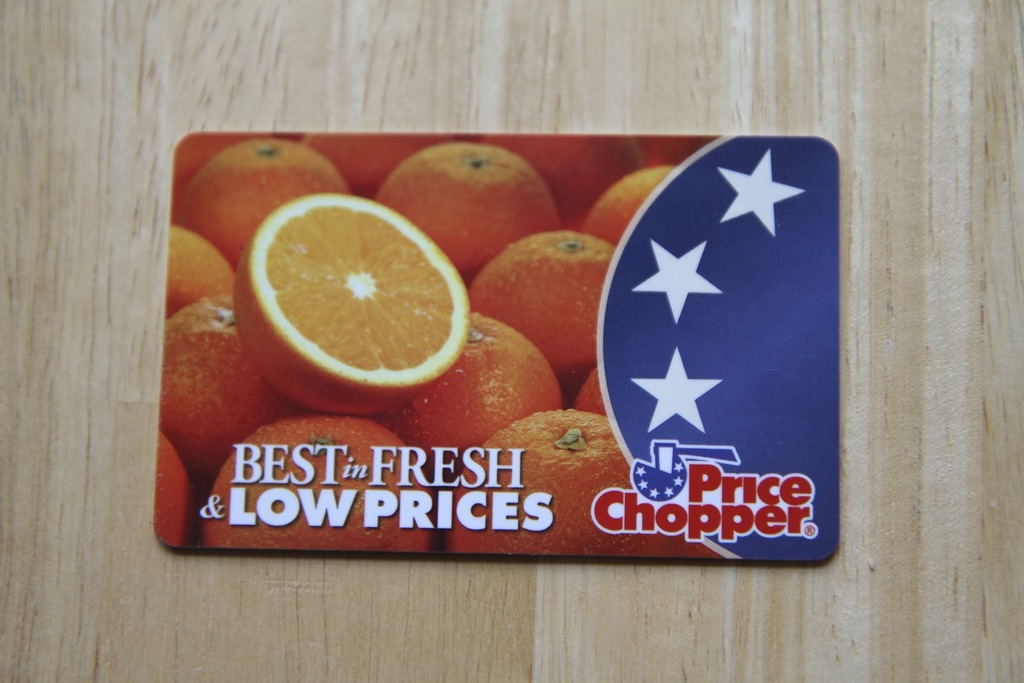 BEST in FRESH
& LOW PRICES
Price
Chopper®